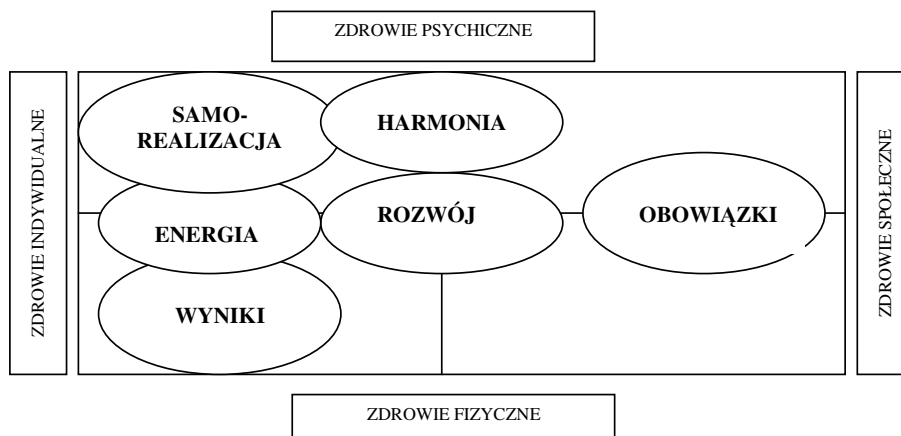 ZDROWIE PSYCHICZNE
ZDROWIE INDYWIDUALNE
SAMO-
REALIZACJA
HARMONIA
ENERGIA
ROZWÓJ
OBOWIĄZKI
WYNIKI
ZDROWIE SPOŁECZNE
ZDROWIE FIZYCZNE